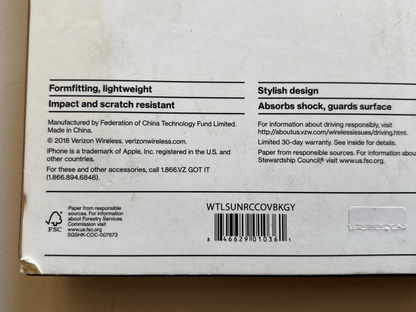 Formfitting, lightweight
Impact and scratch resistant
Manufactured by Federation of China Technology Fund Limited.
Made in China.
© 2018 Verizon Wireless. verizonwireless.com.
iPhone is a trademark of Apple, Inc. registered in the U.S. and
other countries.
For these and other accessories, call 1.866.VZ GOT IT
(1.866.894.6848).
Stylish design
Absorbs shock, guards surface
For information about driving responsibly, visit
http://aboutus.vzw.com/wirelessissues/driving.html.
Limited 30-day warranty. See inside for details.
Paper from responsible sources. For information abou
Stewardship Council® visit www.us.fsc.org.
FSC
Paper from responsible
sources. For information
about Forestry Services
Commission visit
www.us.fsc.org
SGSHK-COC-007673
WTLSUNRCCOVBKGY
8 46629 01036 1